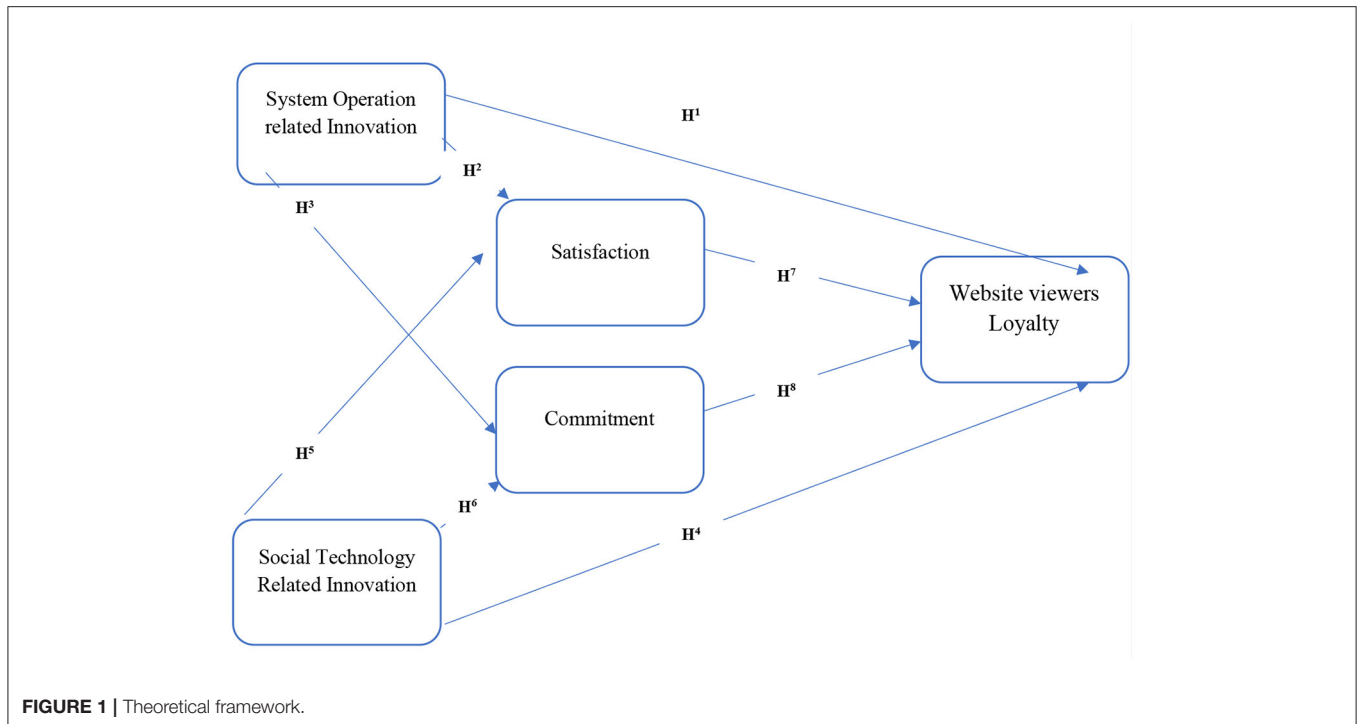 System Operation
related Innovation
H¹
H²
H³
Satisfaction
H⁷
Website viewers
Loyalty
Commitment
H⁸
H⁵
H⁶
H⁴
Social Technology
Related Innovation
FIGURE 1 | Theoretical framework.